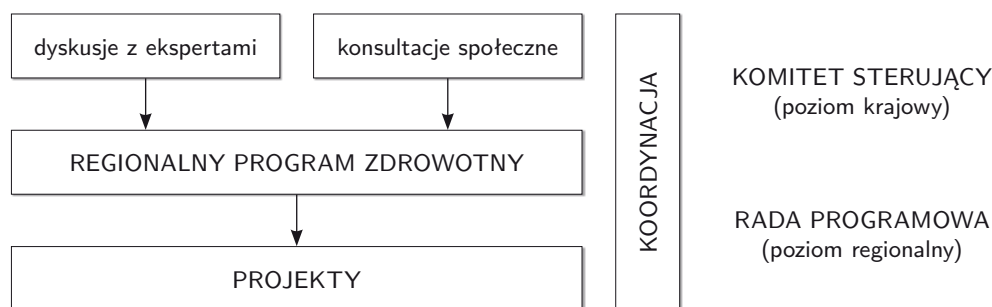 dyskusje z ekspertami
konsultacje społeczne
REGIONALNY PROGRAM ZDROWOTNY
PROJEKTY
KOORDYNACJA
KOMITET STERUJĄCY
(poziom krajowy)
RADA PROGRAMOWA
(poziom regionalny)